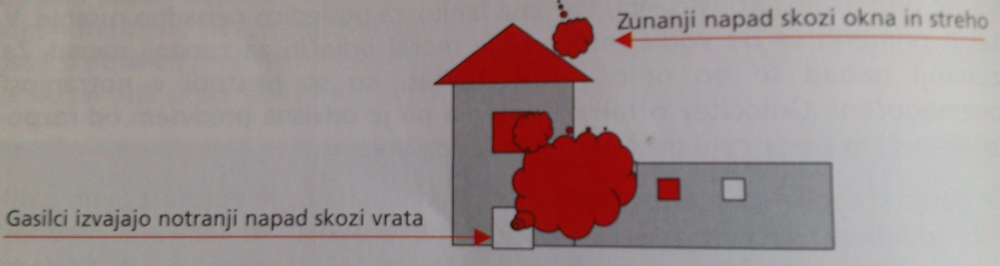 Zunanji napad skozi okna in streho
Gasilci izvajajo notranji napad skozi vrata